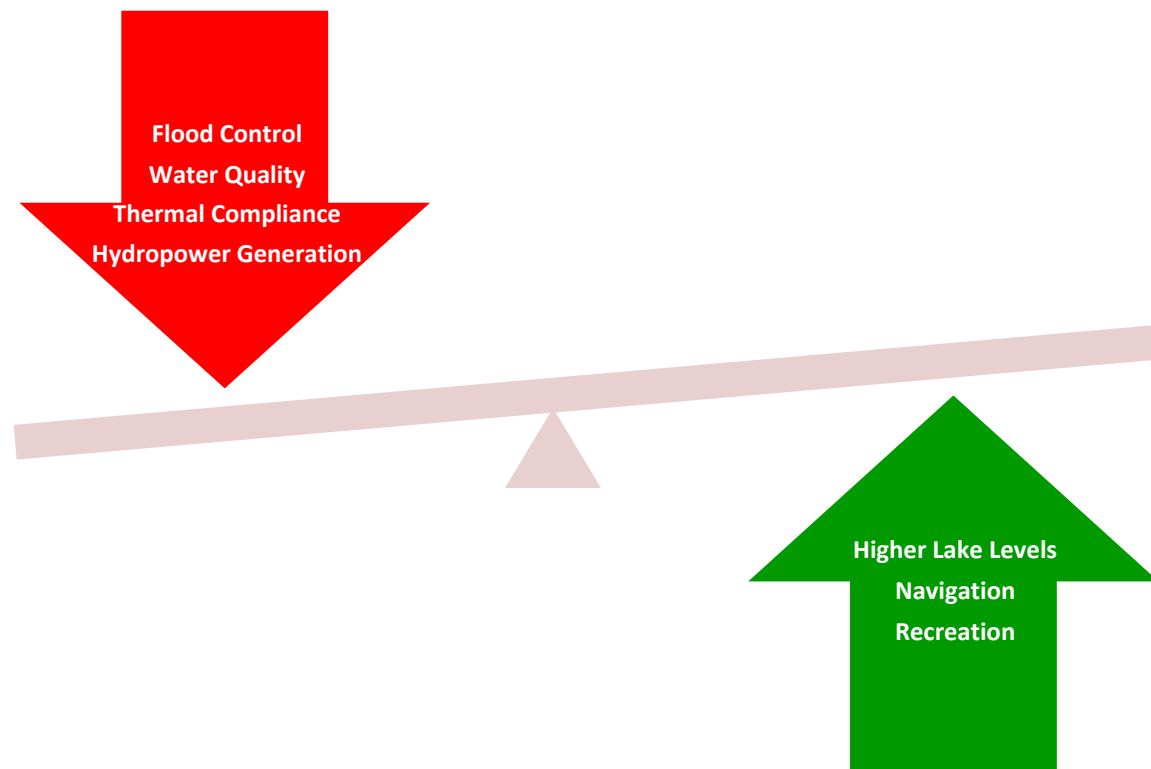 Flood Control
Water Quality
Thermal Compliance
Hydropower Generation
Higher Lake Levels
Navigation
Recreation